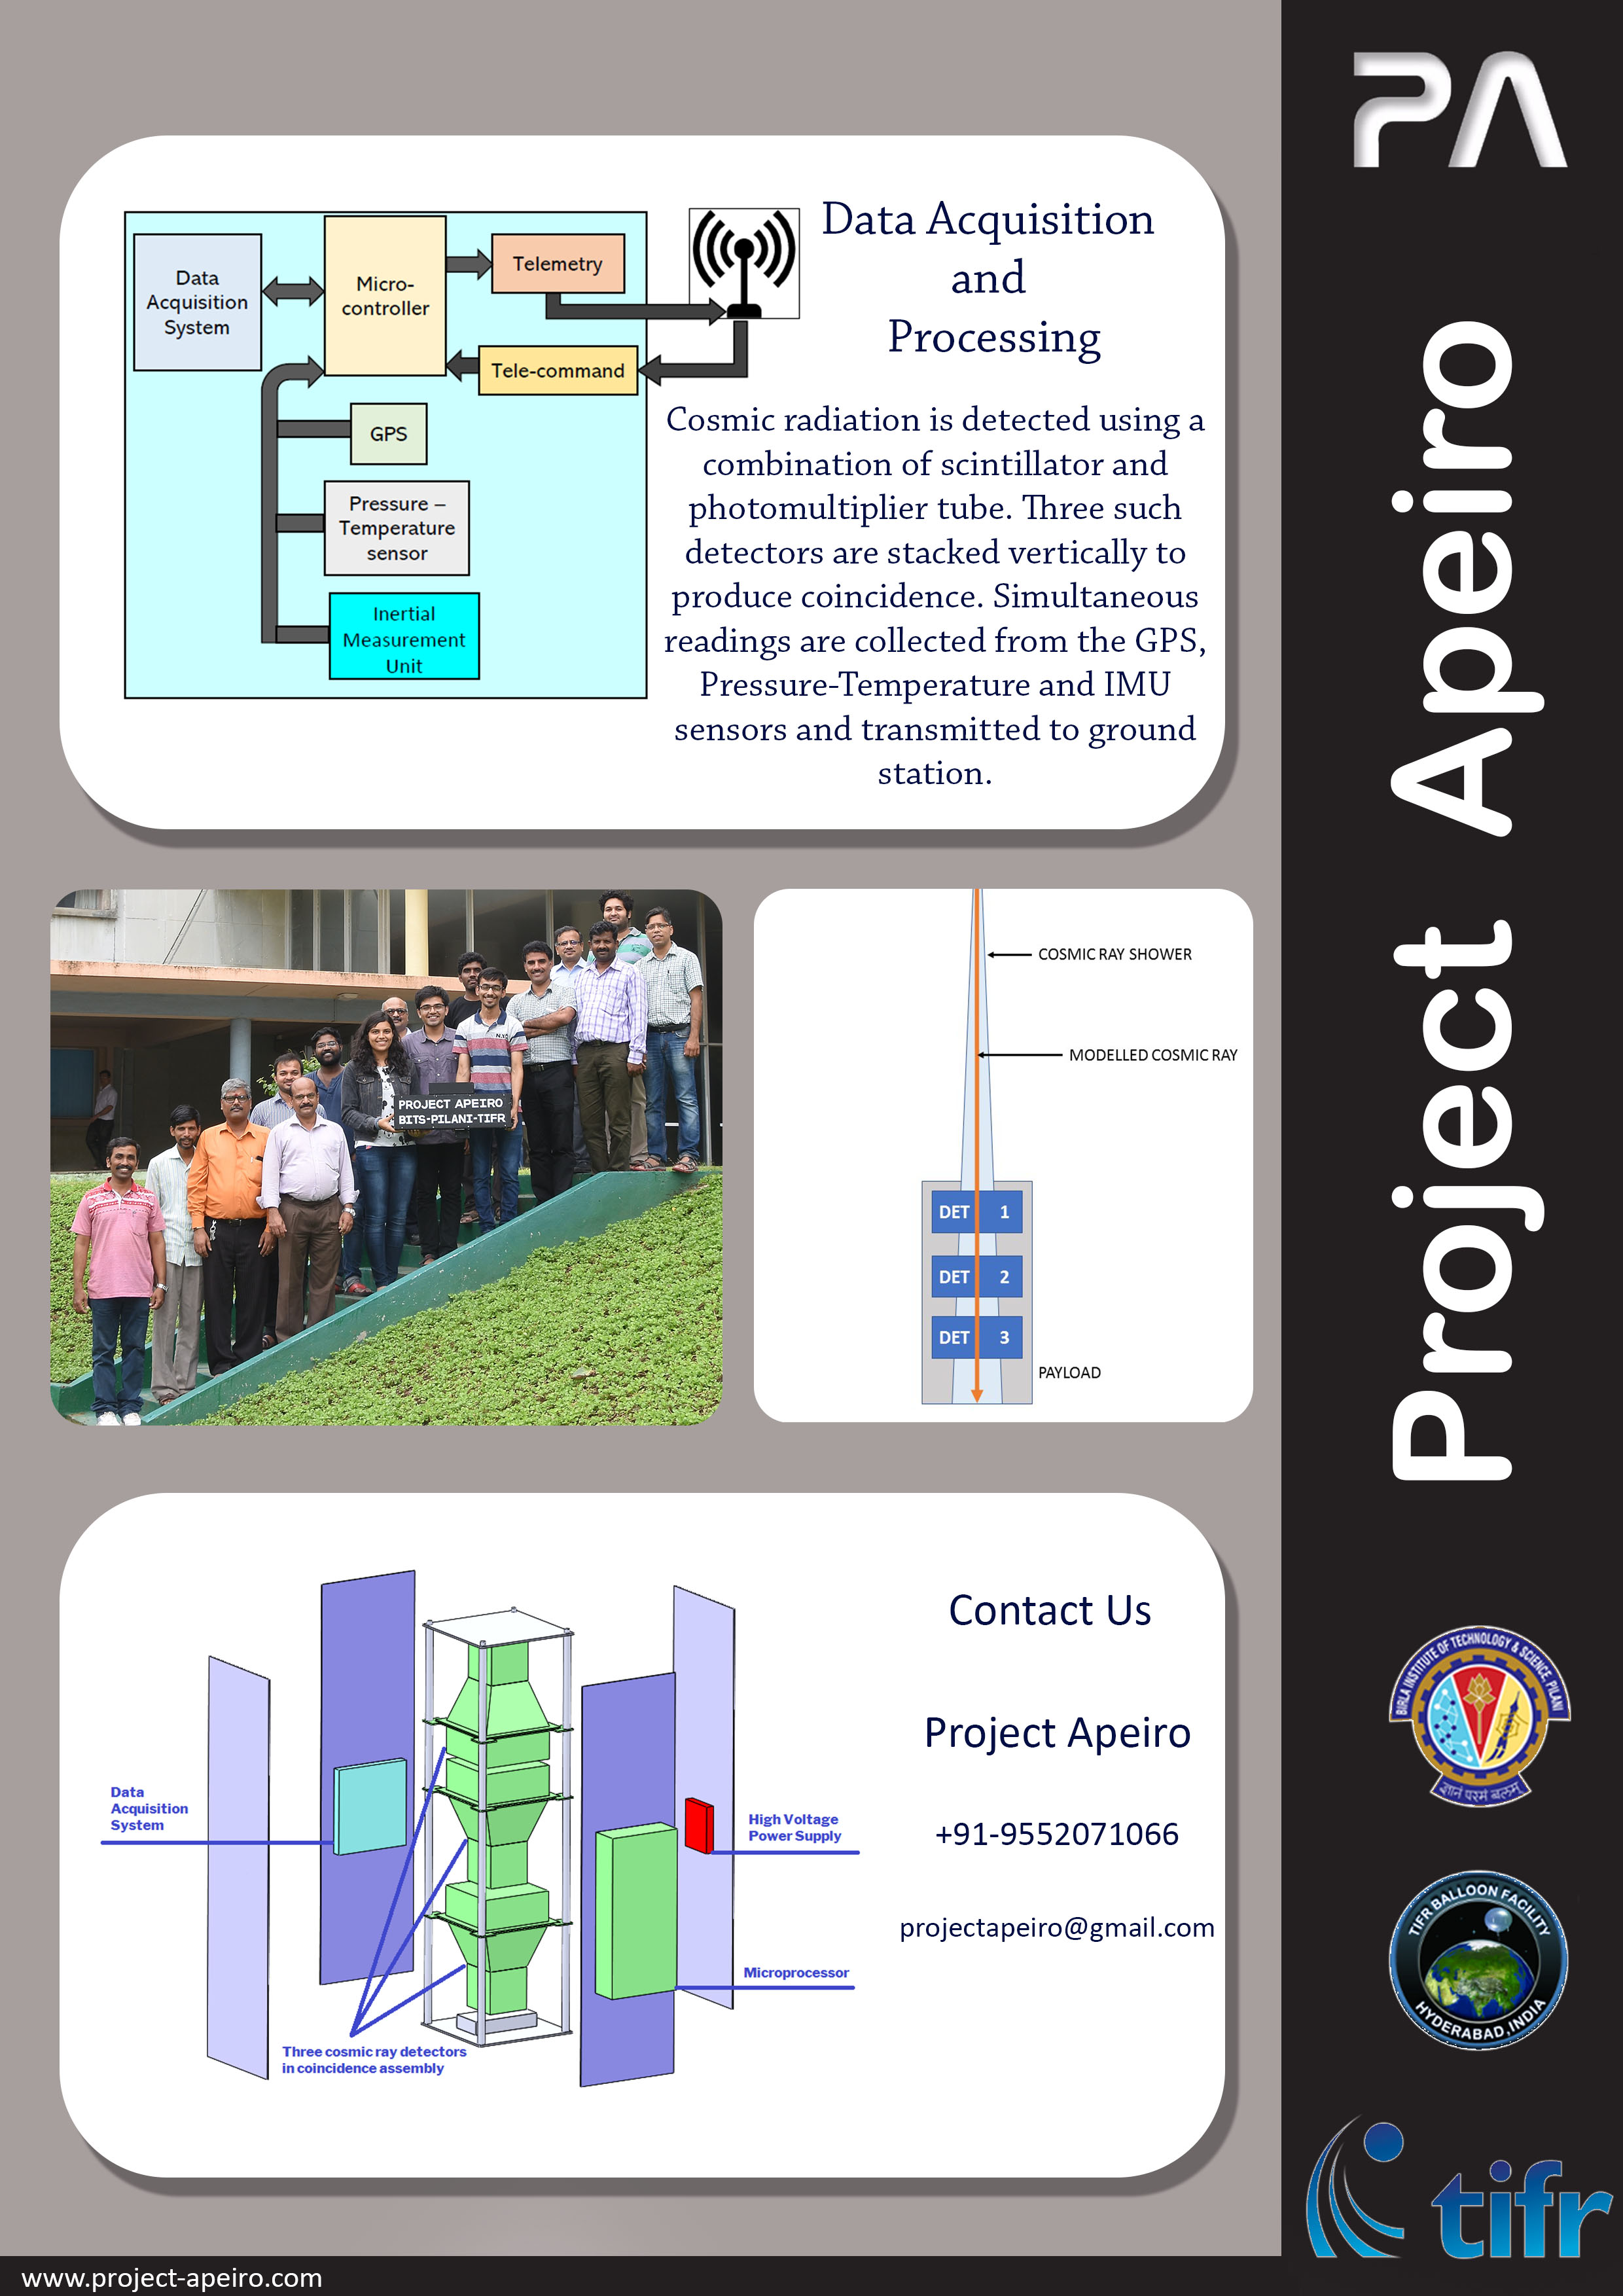 PA
Data Acquisition
and
Processing
Data
Acquisition
System
Micro-
controller
Telemetry
Tele-command
GPS
Pressure –
Temperature
sensor
Inertial
Measurement
Unit
Cosmic radiation is detected using a
combination of scintillator and
photomultiplier tube. Three such
detectors are stacked vertically to
produce coincidence. Simultaneous
readings are collected from the GPS,
Pressure-Temperature and IMU
sensors and transmitted to ground
station.
Project Apeiro
PROJECT APEIRO
BITS-PILANI-TIFR
COSMIC RAY SHOWER
MODELLED COSMIC RAY
DET 1
DET 2
DET 3
PAYLOAD
Data
Acquisition
System
High Voltage
Power Supply
Microprocessor
Three cosmic ray detectors
in coincidence assembly
Contact Us
Project Apeiro
+91-9552071066
projectapeiro@gmail.com
BIRLA INSTITUTE OF TECHNOLOGY & SCIENCE, PILANI
ज्ञानं परमं बलम्
TIFR BALLOON FACILITY
HYDERABAD, INDIA
tifr
www.project-apeiro.com